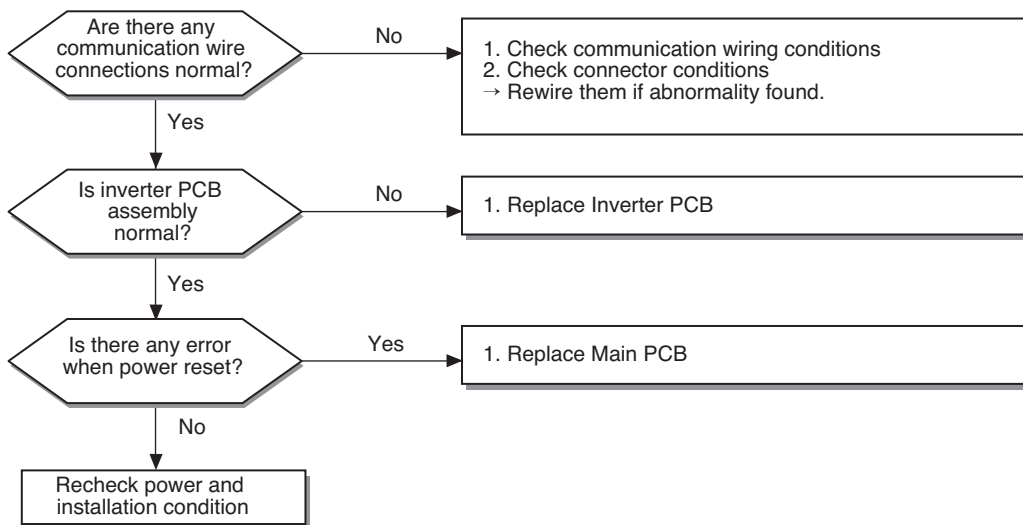 Are there any
communication wire
connections normal?
No
1. Check communication wiring conditions
2. Check connector conditions
→ Rewire them if abnormality found.
Yes
Is inverter PCB
assembly
normal?
No
1. Replace Inverter PCB
Yes
Is there any error
when power reset?
Yes
1. Replace Main PCB
No
Recheck power and
installation condition